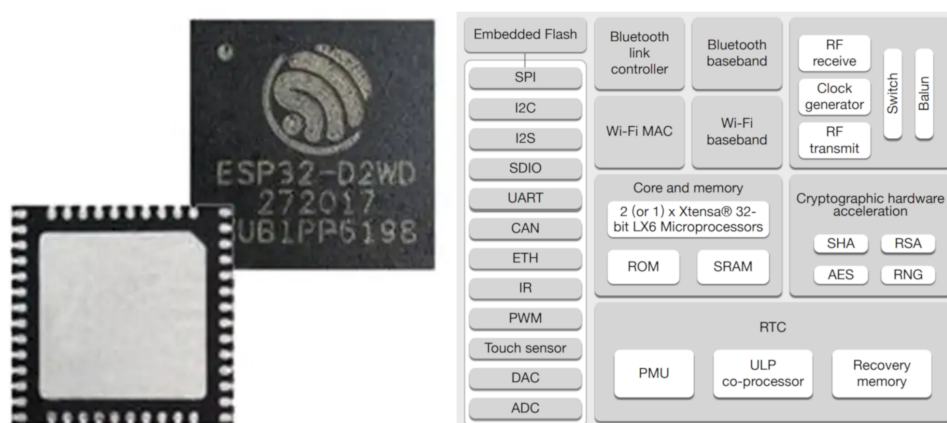 ESP32-D2WD
272017
UB1PP6198
Embedded Flash
SPI
I2C
I2S
SDIO
UART
CAN
ETH
IR
PWM
Touch sensor
DAC
ADC
Bluetooth
link
controller
Bluetooth
baseband
Wi-Fi MAC
Wi-Fi
baseband
RF
receive
Clock
generator
RF
transmit
Switch
Balun
Core and memory
2 (or 1) x Xtensa® 32-
bit LX6 Microprocessors
ROM
SRAM
Cryptographic hardware
acceleration
SHA
RSA
AES
RNG
RTC
PMU
ULP
co-processor
Recovery
memory